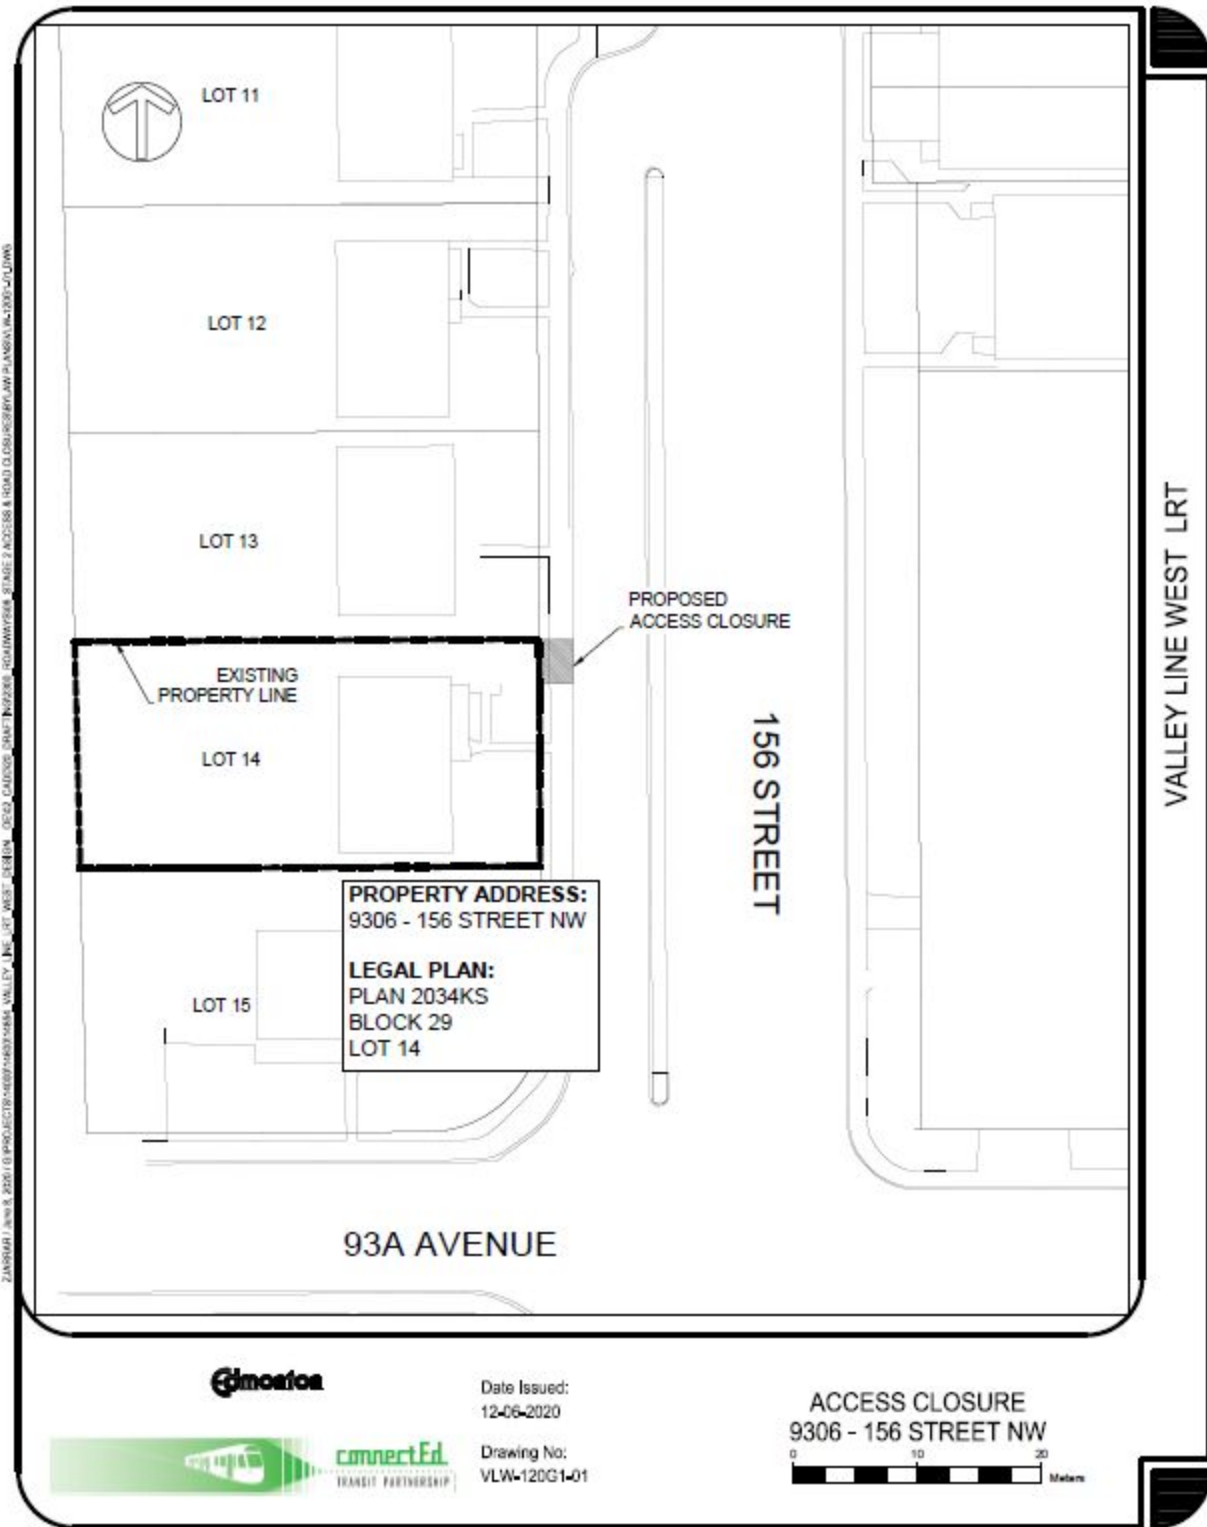 LOT 11
LOT 12
LOT 13
PROPOSED
ACCESS CLOSURE
EXISTING
PROPERTY LINE
LOT 14
156 STREET
PROPERTY ADDRESS:
9306 - 156 STREET NW
LEGAL PLAN:
PLAN 2034KS
BLOCK 29
LOT 14
LOT 15
93A AVENUE
VALLEY LINE WEST LRT
Edmonton
connectEd
TRANSIT PARTNERSHIP
Date Issued:
12-06-2020
Drawing No:
VLW-120G1-01
ACCESS CLOSURE
9306 - 156 STREET NW
0 10 20
Meters